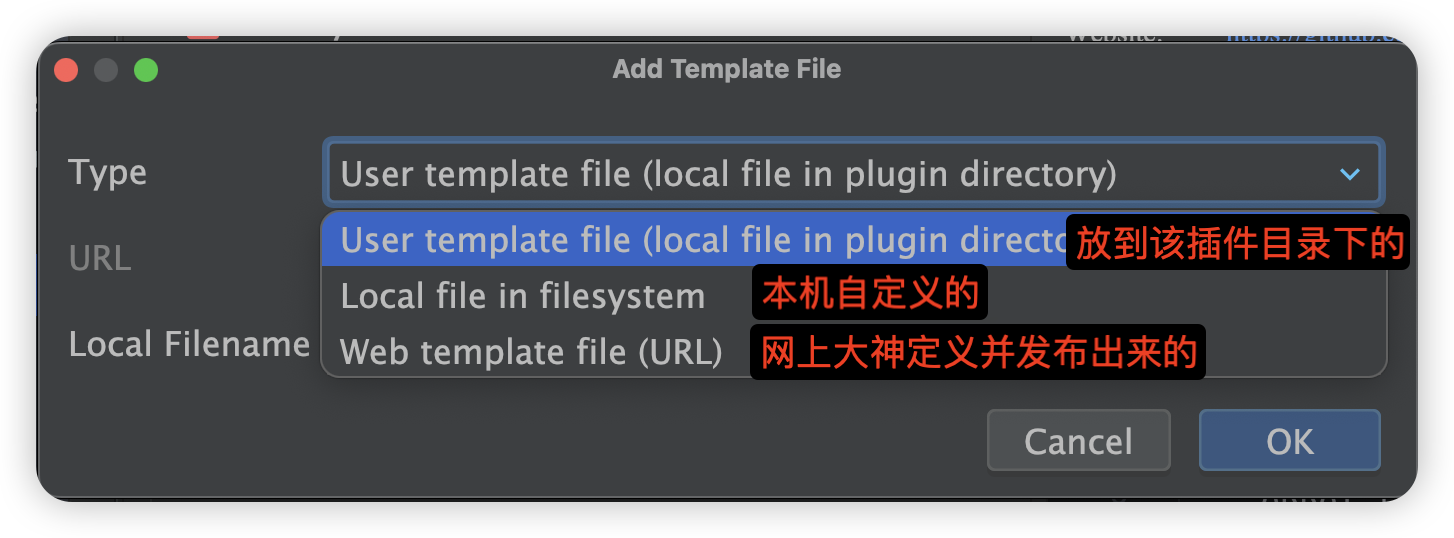 Add Template File
Type
User template file (local file in plugin directory)
URL
User template file (local file in plugin directo
放到该插件目录下的
Local file in filesystem
本机自定义的
Local Filename
Web template file (URL)
网上大神定义并发布出来的
Cancel
OK